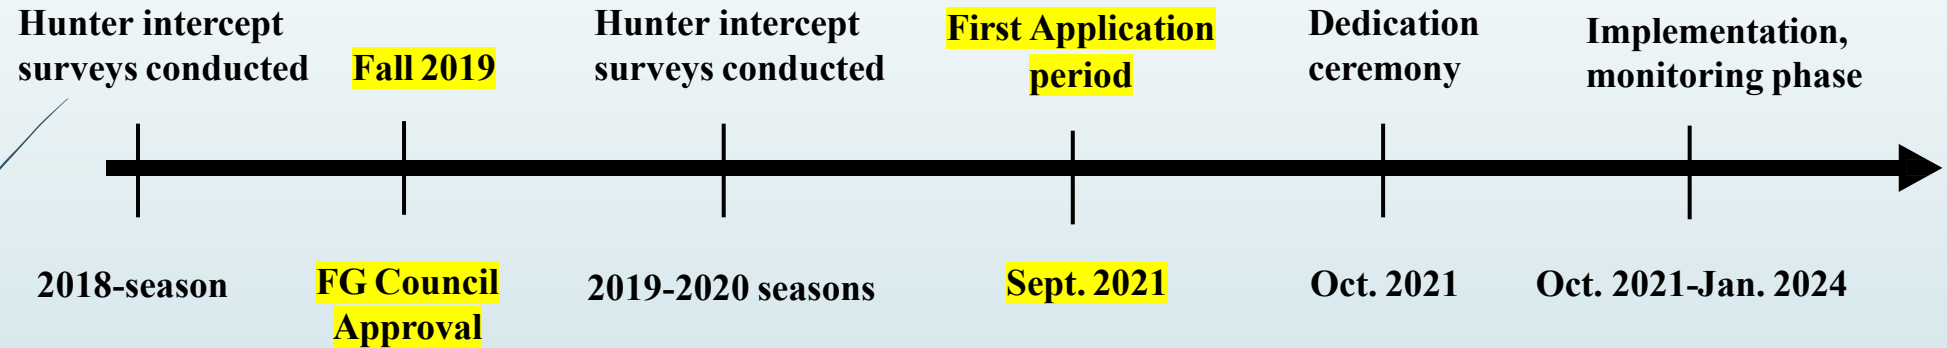 Hunter intercept
surveys conducted
Fall 2019
Hunter intercept
surveys conducted
First Application
period
Dedication
ceremony
Implementation,
monitoring phase
2018-season
FG Council
Approval
2019-2020 seasons
Sept. 2021
Oct. 2021
Oct. 2021-Jan. 2024